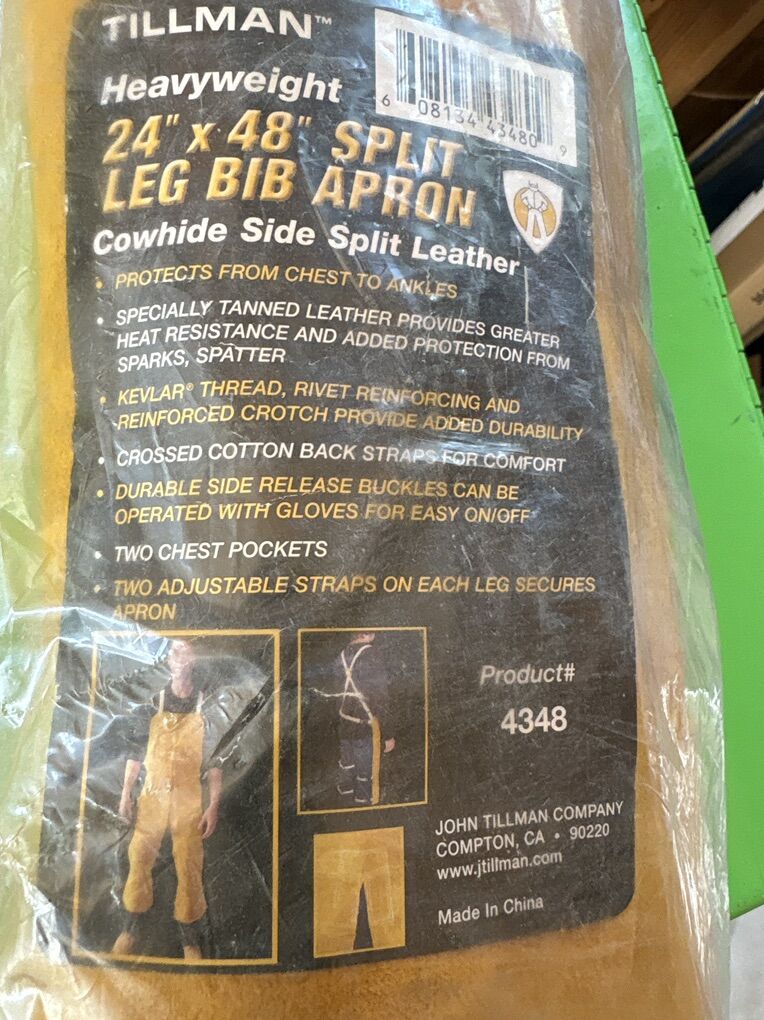 TILLMAN™
Heavyweight
6 08134 43480 9
24" x 48" SPLIT
LEG BIB APRON
Cowhide Side Split Leather
• PROTECTS FROM CHEST TO ANKLES
• SPECIALLY TANNED LEATHER PROVIDES GREATER
HEAT RESISTANCE AND ADDED PROTECTION FROM
SPARKS, SPATTER
• KEVLAR® THREAD, RIVET REINFORCING AND
REINFORCED CROTCH PROVIDE ADDED DURABILITY
• CROSSED COTTON BACK STRAPS FOR COMFORT
• DURABLE SIDE RELEASE BUCKLES CAN BE
OPERATED WITH GLOVES FOR EASY ON/OFF
• TWO CHEST POCKETS
• TWO ADJUSTABLE STRAPS ON EACH LEG SECURES
APRON
Product#
4348
JOHN TILLMAN COMPANY
COMPTON, CA • 90220
www.jtillman.com
Made In China